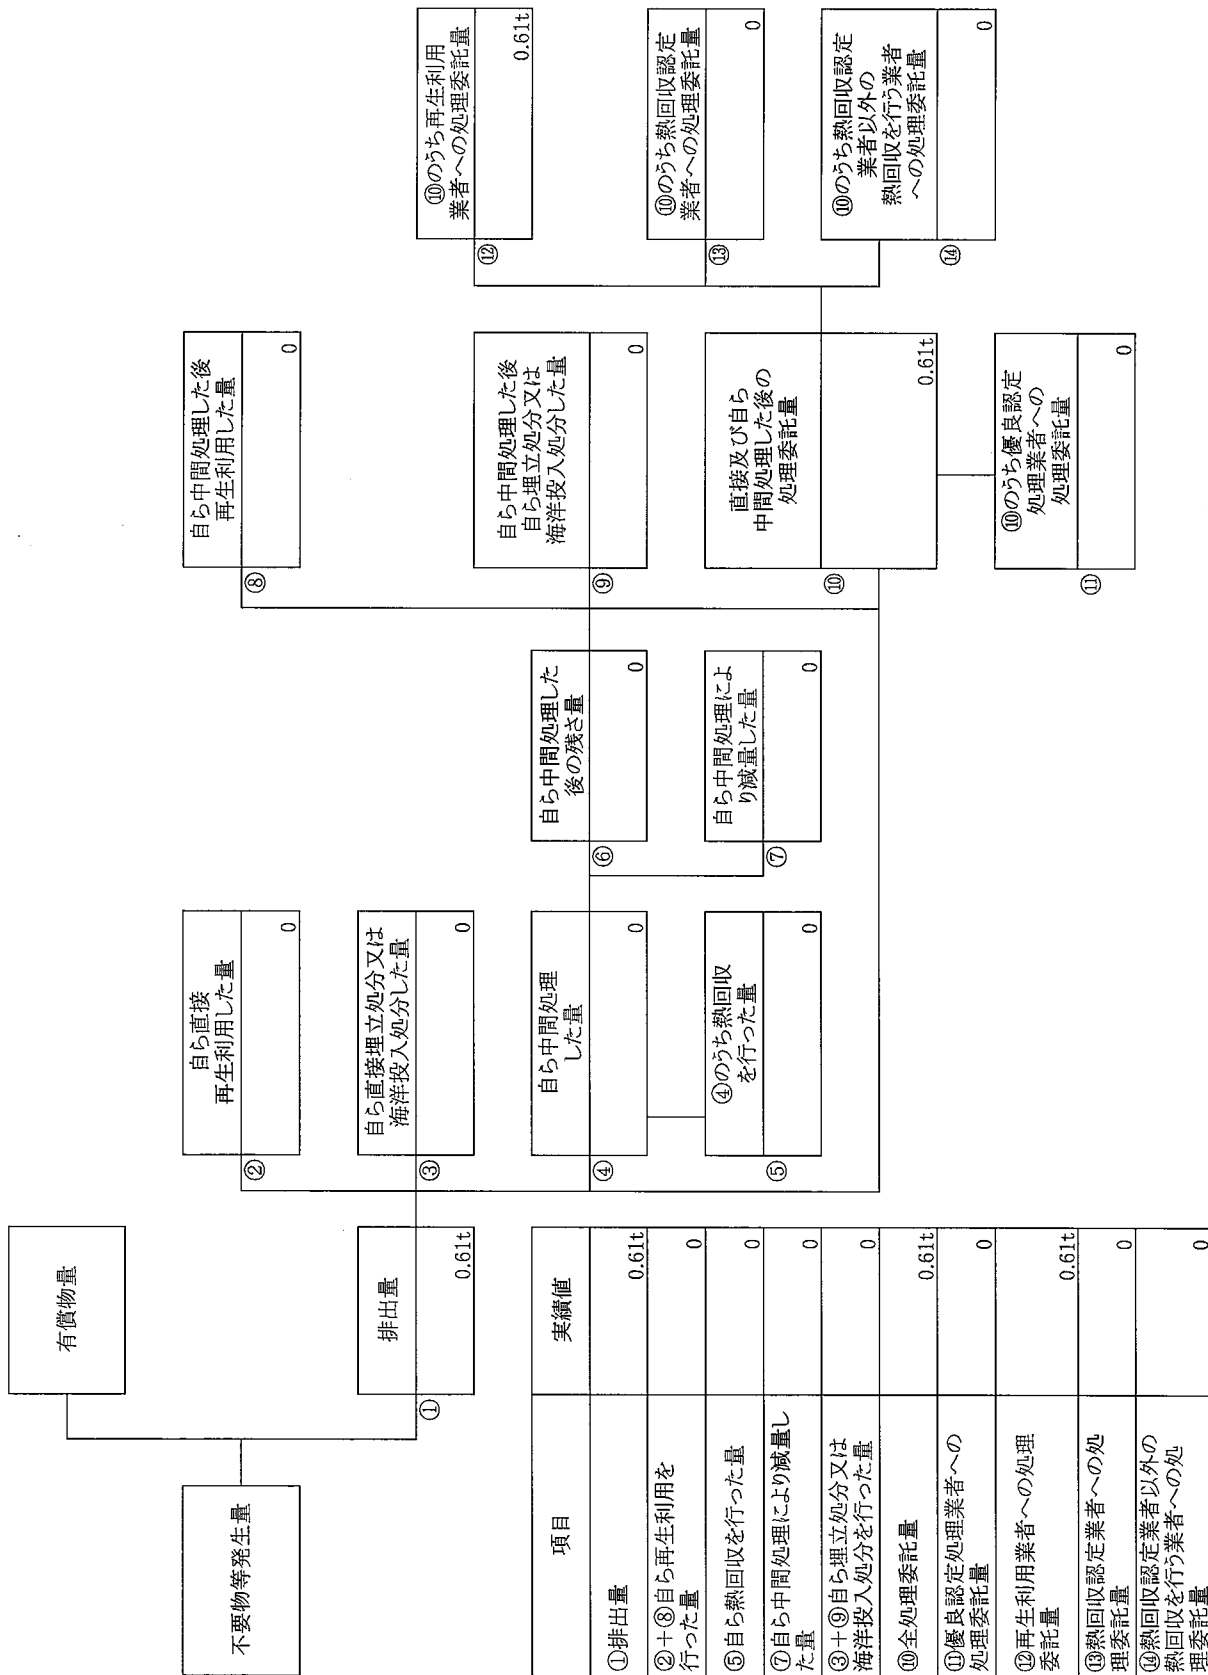 不要物等発生量
有償物量
排出量
①
0.61t
自ら直接
再生利用した量
②
0
自ら直接埋立処分又は
海洋投入処分した量
③
0
自ら中間処理
した量
④
0
④のうち熱回収
を行った量
⑤
0
自ら中間処理した
後の残さ量
⑥
0
自ら中間処理によ
り減量した量
⑦
0
自ら中間処理した後
再生利用した量
⑧
0
自ら中間処理した後
自ら埋立処分又は
海洋投入処分した量
⑨
0
直接及び自ら
中間処理した後の
処理委託量
⑩
0.61t
⑩のうち優良認定
処理業者への
処理委託量
⑪
0
⑩のうち再生利用
業者への処理委託量
⑫
0.61t
⑩のうち熱回収認定
業者への処理委託量
⑬
0
⑩のうち熱回収認定
業者以外の
熱回収を行う業者
への処理委託量
⑭
0
項目 実績値
①排出量 0.61t
②+⑧自ら再生利用を
行った量 0
⑤自ら熱回収を行った量 0
⑦自ら中間処理により減量し
た量 0
③+⑨自ら埋立処分又は
海洋投入処分を行った量 0
⑩全処理委託量 0.61t
⑪優良認定処理業者への
処理委託量 0
⑫再生利用業者への処理
委託量 0.61t
⑬熱回収認定業者への処
理委託量 0
⑭熱回収認定業者以外の
熱回収を行う業者への処
理委託量 0